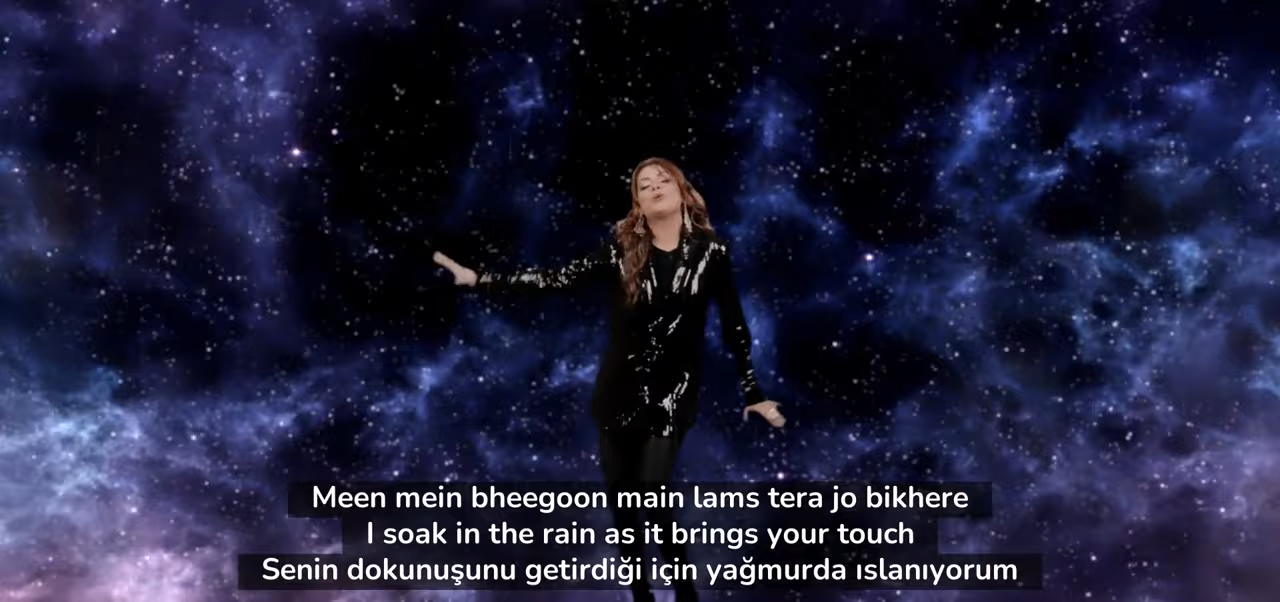 Meen mein bheegoon main lams tera jo bikhere
I soak in the rain as it brings your touch
Senin dokunuşunu getirdiği için yağmurda ıslanıyorum